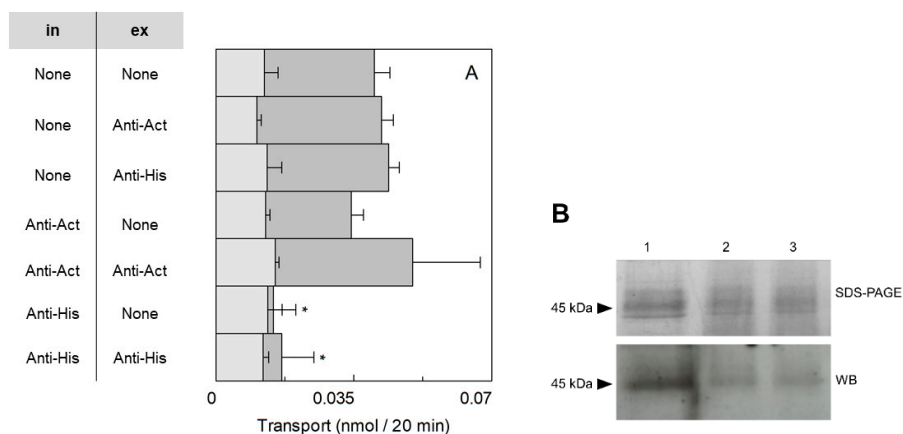 in ex
A
None None
None Anti-Act
None Anti-His
Anti-Act None
Anti-Act Anti-Act
Anti-His None
*
Anti-His Anti-His
*
0 0.035 0.07
Transport (nmol / 20 min)
B
1 2 3
SDS-PAGE
45 kDa
WB
45 kDa